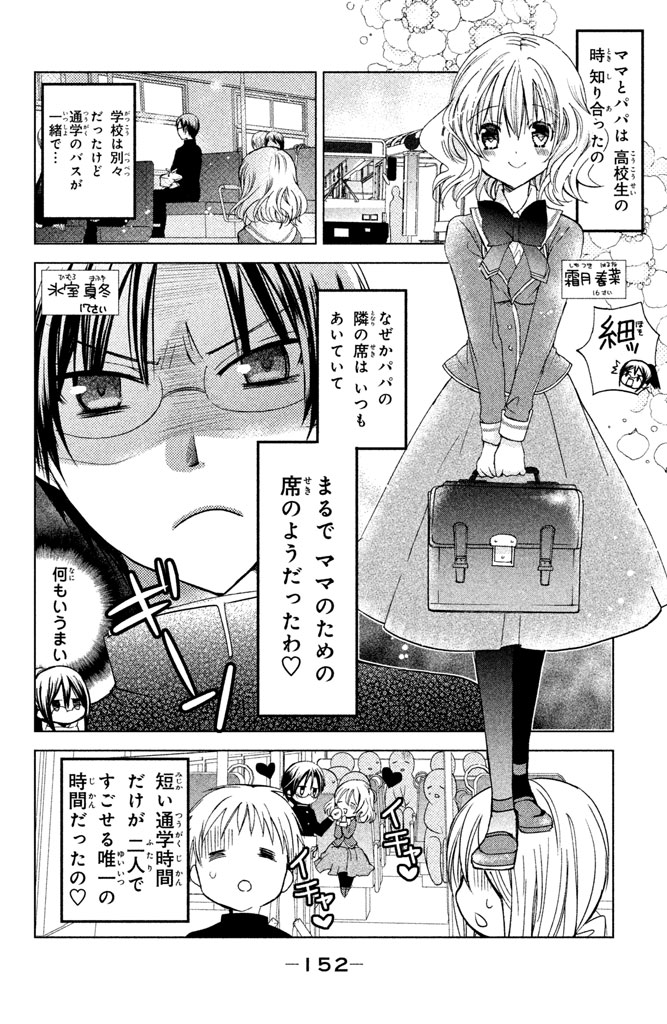 ママとパパは 高校生の
時 知り合ったの
霜月 春菜
16さい
細ッ
学校は別々
だったけど
通学のバスが
一緒で…
氷室 真冬
17さい
なぜかパパの
隣の席は いつも
あいていて
まるで ママのための
席のようだったわ♡
何もいうまい
短い通学時間
だけが 二人で
すごせる唯一の
時間だったの♡
イチャ
イチャ♡
－152－